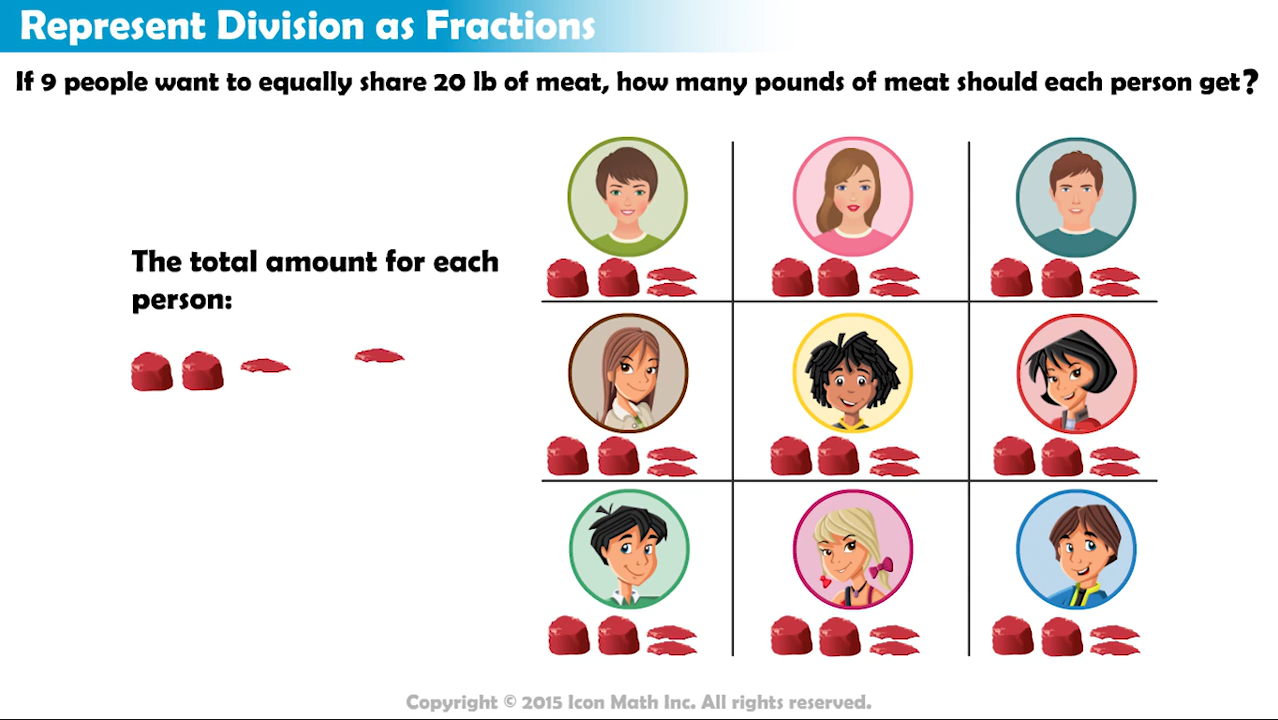 Represent Division as Fractions
If 9 people want to equally share 20 lb of meat, how many pounds of meat should each person get?
The total amount for each
person:
Copyright © 2015 Icon Math Inc. All rights reserved.